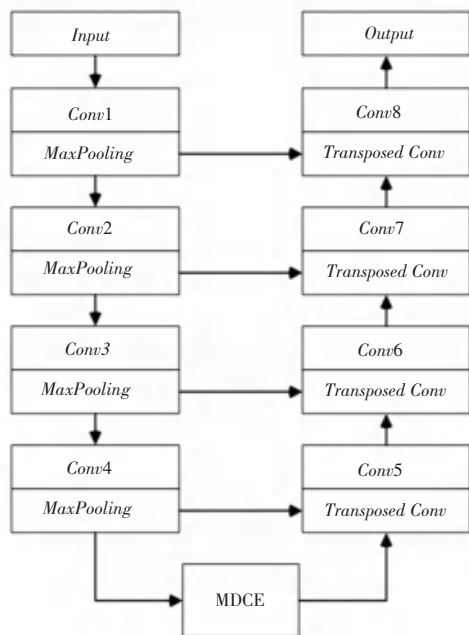 Input
Output
Conv1
MaxPooling
Conv8
Transposed Conv
Conv2
MaxPooling
Conv7
Transposed Conv
Conv3
MaxPooling
Conv6
Transposed Conv
Conv4
MaxPooling
Conv5
Transposed Conv
MDCE